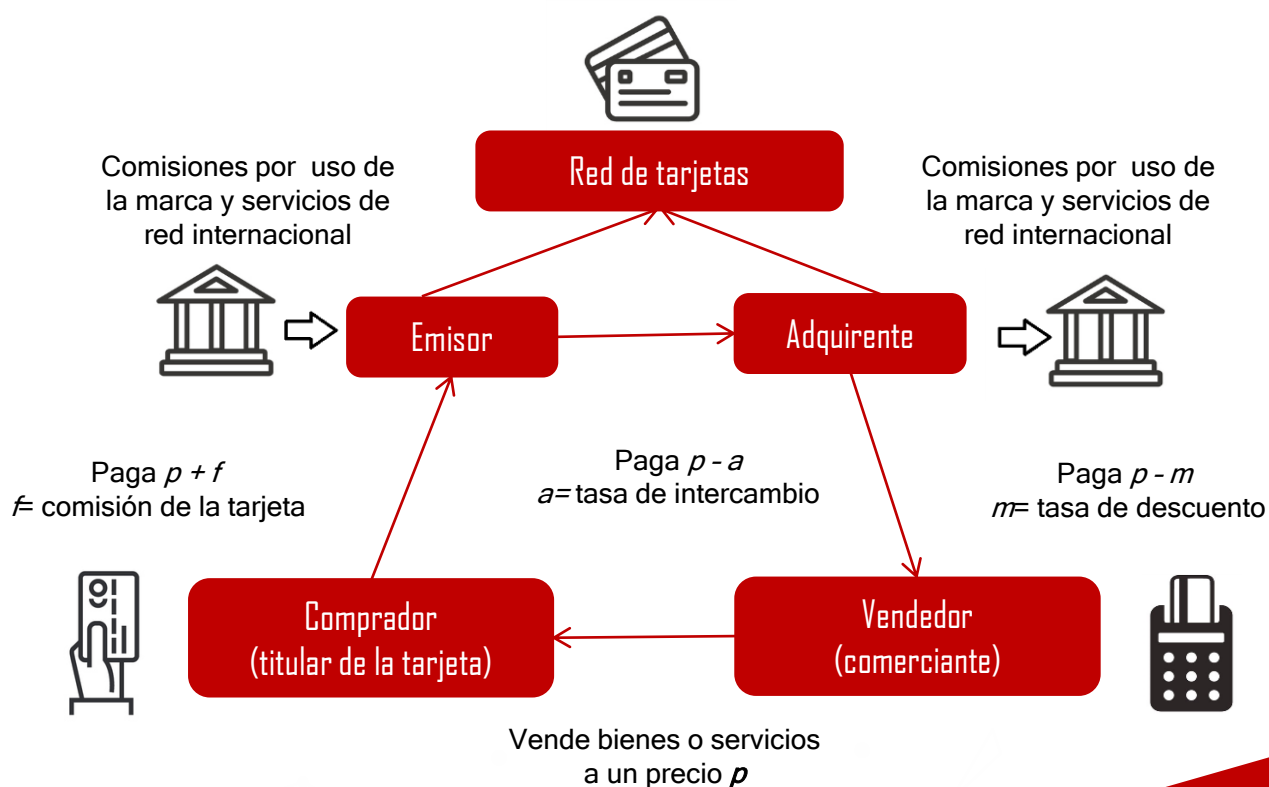 Red de tarjetas
Comisiones por uso de
la marca y servicios de
red internacional
Comisiones por uso de
la marca y servicios de
red internacional
Emisor
Adquirente
Paga p + f
f= comisión de la tarjeta
Paga p - a
a= tasa de intercambio
Paga p - m
m= tasa de descuento
Comprador
(titular de la tarjeta)
Vendedor
(comerciante)
Vende bienes o servicios
a un precio p